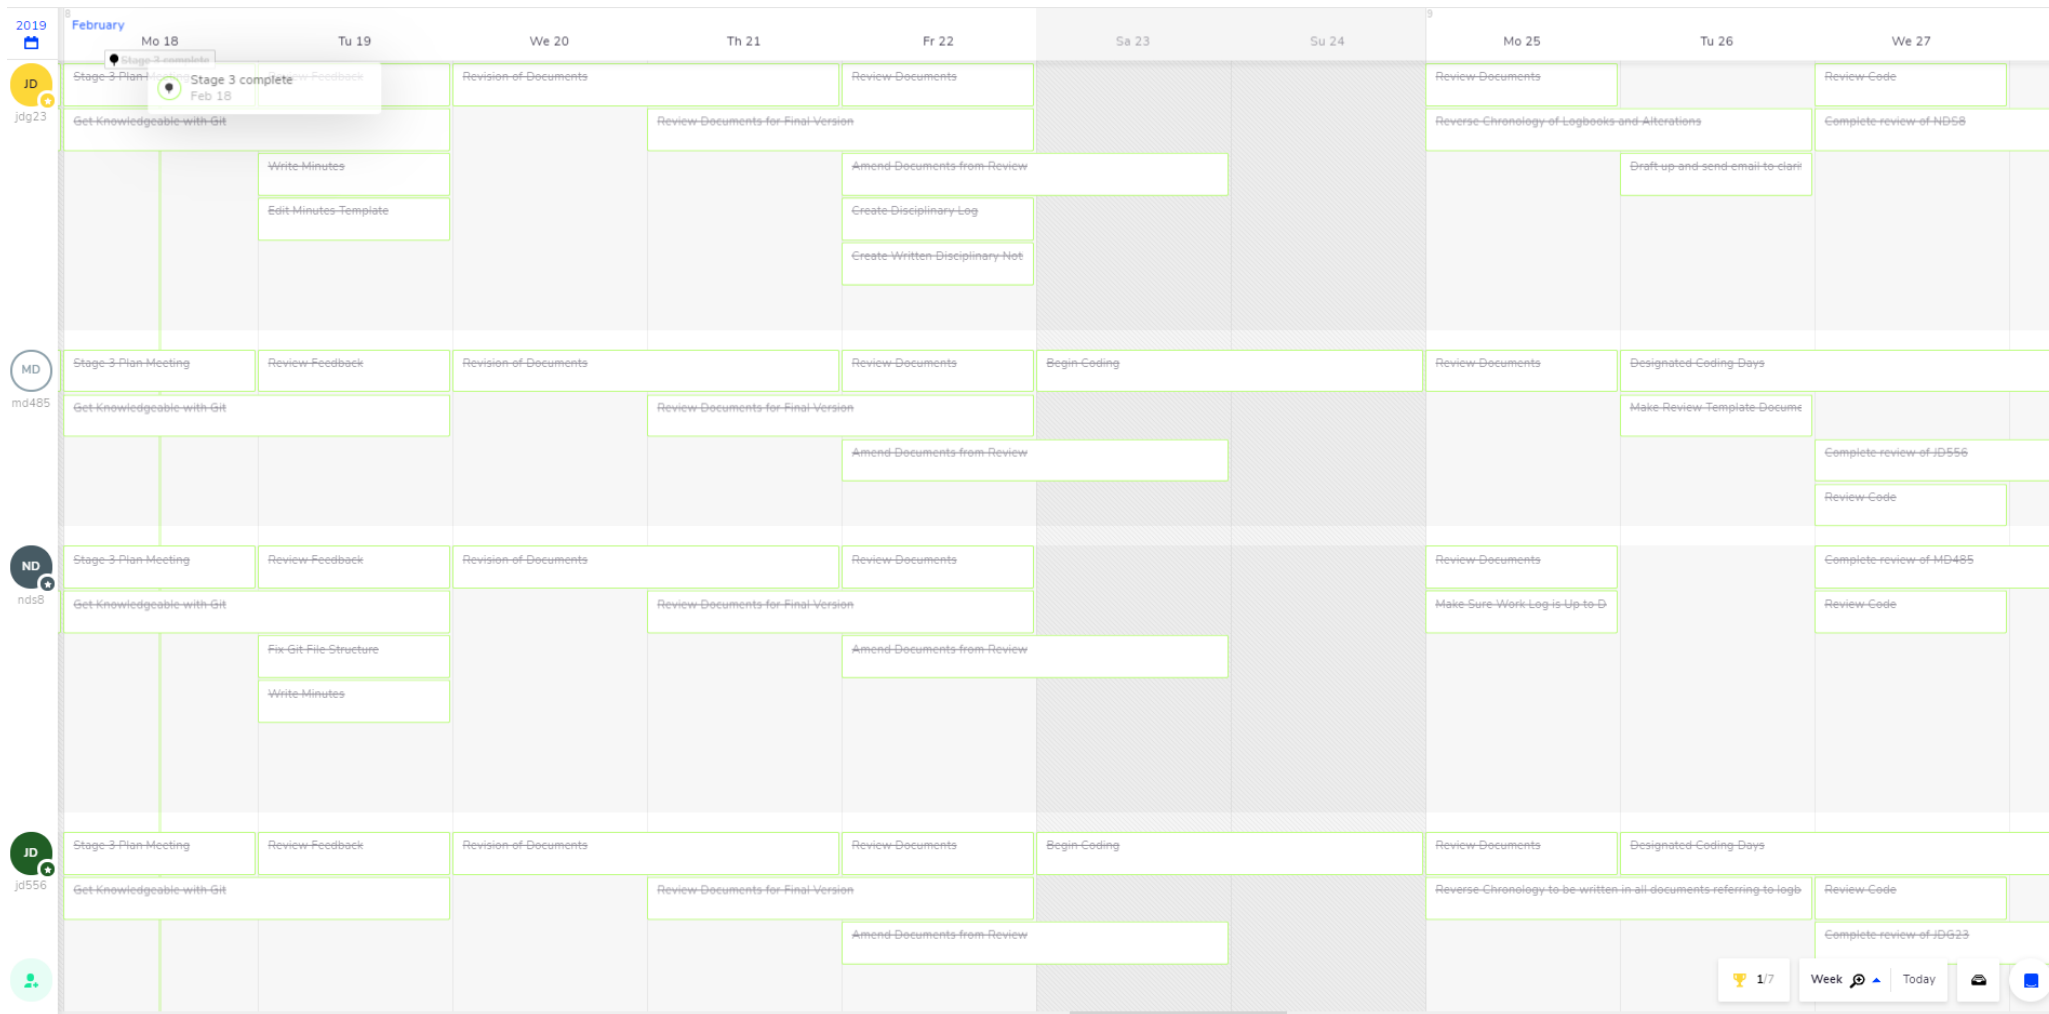 8
9
2019
February
Mo 18
Tu 19
We 20
Th 21
Fr 22
Sa 23
Su 24
Mo 25
Tu 26
We 27
Stage 3 complete
Stage 3 complete
Feb 18
JD
jdg23
Stage 3 Plan Meeting
Review Feedback
Revision of Documents
Review Documents
Review Documents
Review Code
Get Knowledgeable with Git
Review Documents for Final Version
Reverse Chronology of Logbooks and Alterations
Complete review of NDS8
Write Minutes
Amend Documents from Review
Draft up and send email to clari
Edit Minutes Template
Create Disciplinary Log
Create Written Disciplinary Not
MD
md485
Stage 3 Plan Meeting
Review Feedback
Revision of Documents
Review Documents
Begin Coding
Review Documents
Designated Coding Days
Get Knowledgeable with Git
Review Documents for Final Version
Make Review Template Docume
Amend Documents from Review
Complete review of JD556
Review Code
ND
nds8
Stage 3 Plan Meeting
Review Feedback
Revision of Documents
Review Documents
Review Documents
Complete review of MD485
Get Knowledgeable with Git
Review Documents for Final Version
Make Sure Work Log is Up to D
Review Code
Fix Git File Structure
Amend Documents from Review
Write Minutes
JD
jd556
Stage 3 Plan Meeting
Review Feedback
Revision of Documents
Review Documents
Begin Coding
Review Documents
Designated Coding Days
Get Knowledgeable with Git
Review Documents for Final Version
Reverse Chronology to be written in all documents referring to logb
Review Code
Amend Documents from Review
Complete review of JDG23
1/7
Week
Today